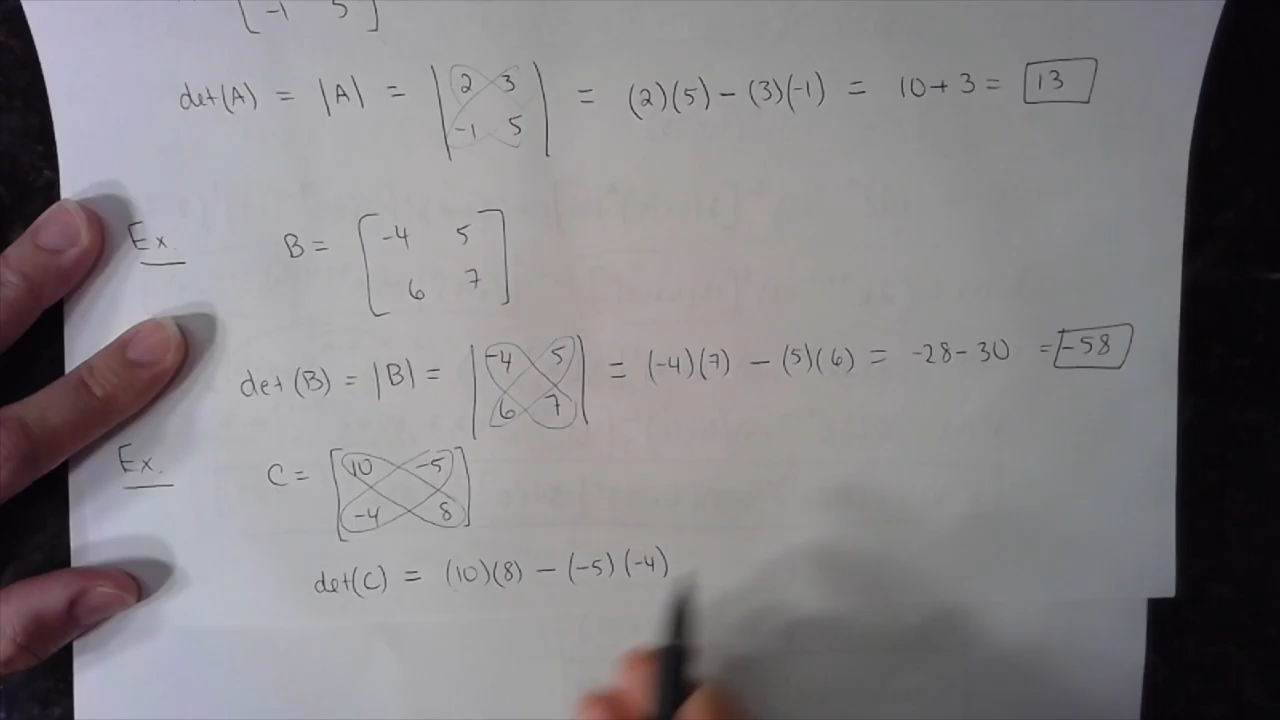 [ -1 5 ]
det(A) = |A| = | 2 3 | = (2)(5) - (3)(-1) = 10 + 3 = 13
| -1 5 |
Ex. B = [ -4 5 ]
[ 6 7 ]
det(B) = |B| = | -4 5 | = (-4)(7) - (5)(6) = -28 - 30 = -58
| 6 7 |
Ex. C = [ 10 -5 ]
[ -4 8 ]
det(C) = (10)(8) - (-5)(-4)